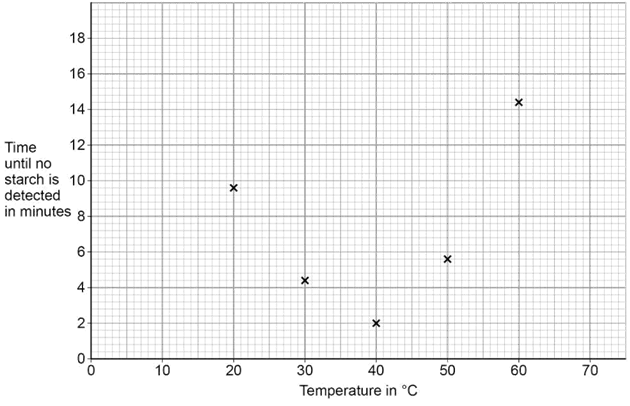 18
16
14
12
10
8
6
4
2
0
Time
until no
starch is
detected
in minutes
0 10 20 30 40 50 60 70
Temperature in °C